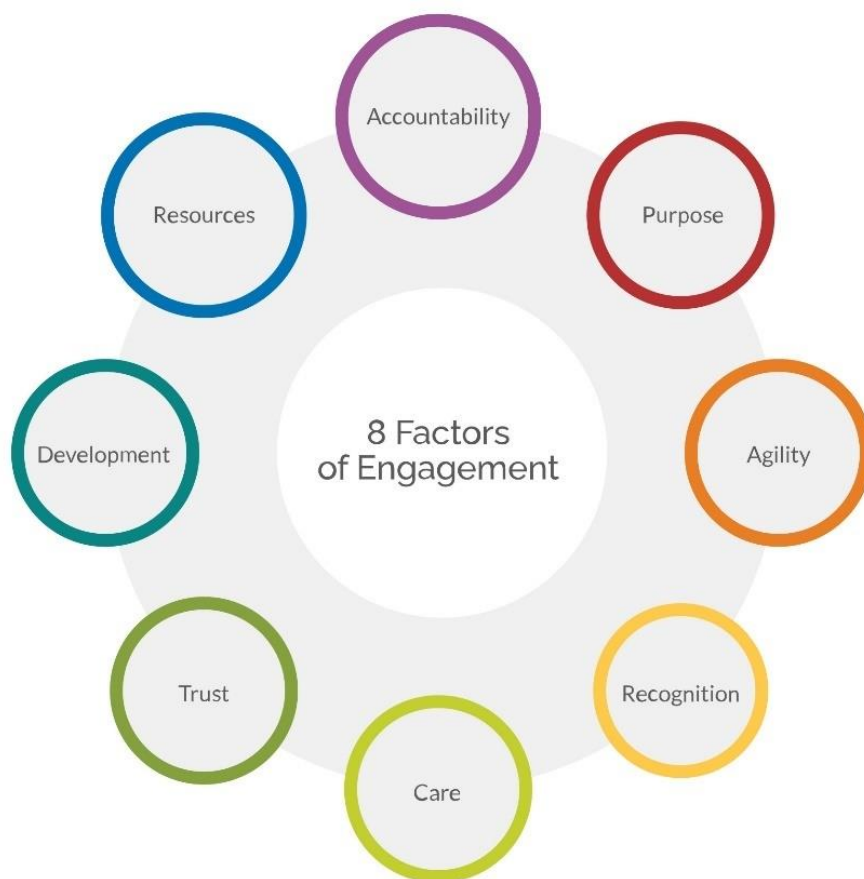 Accountability
Purpose
Agility
Recognition
Care
Trust
Development
Resources
8 Factors
of Engagement